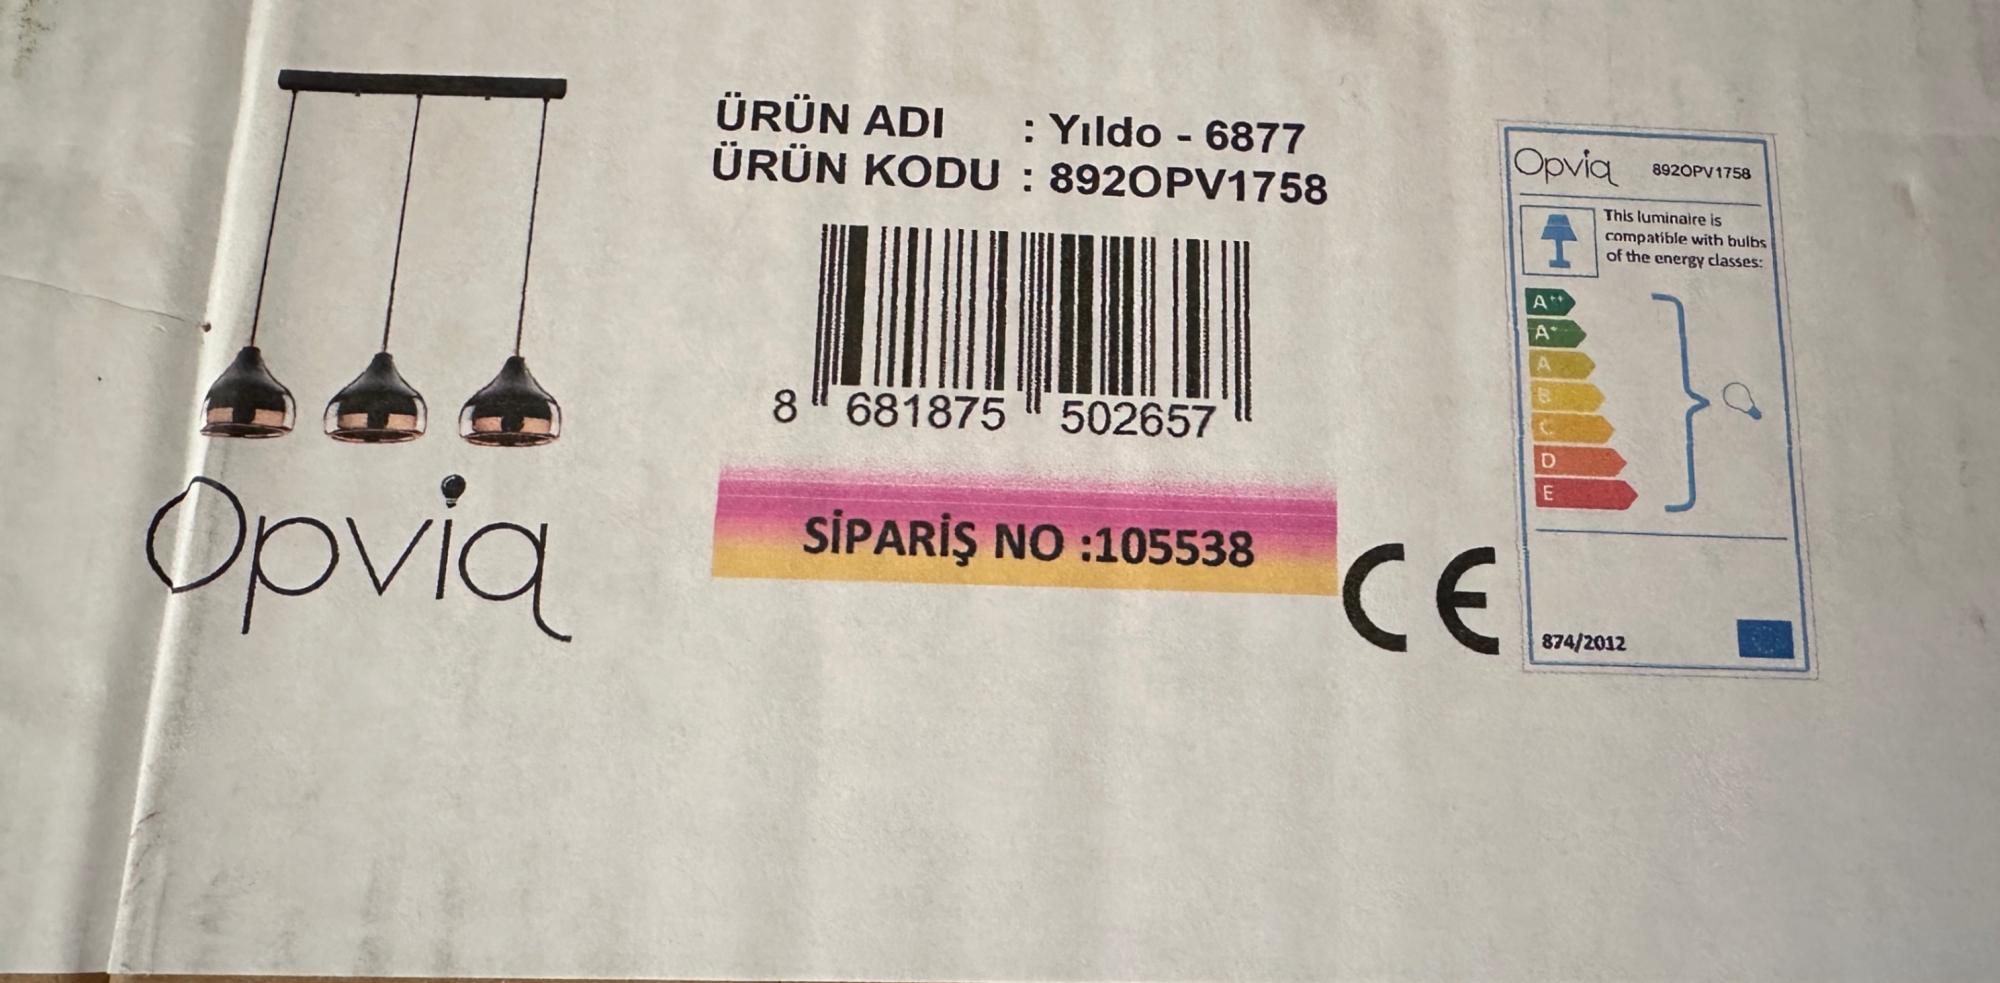 ÜRÜN ADI : Yıldo - 6877
ÜRÜN KODU : 892OPV1758
8 681875 502657
SİPARİŞ NO :105538
Opviq
CE
Opviq 892OPV1758
This luminaire is
compatible with bulbs
of the energy classes:
A++
A+
A
B
C
D
E
874/2012